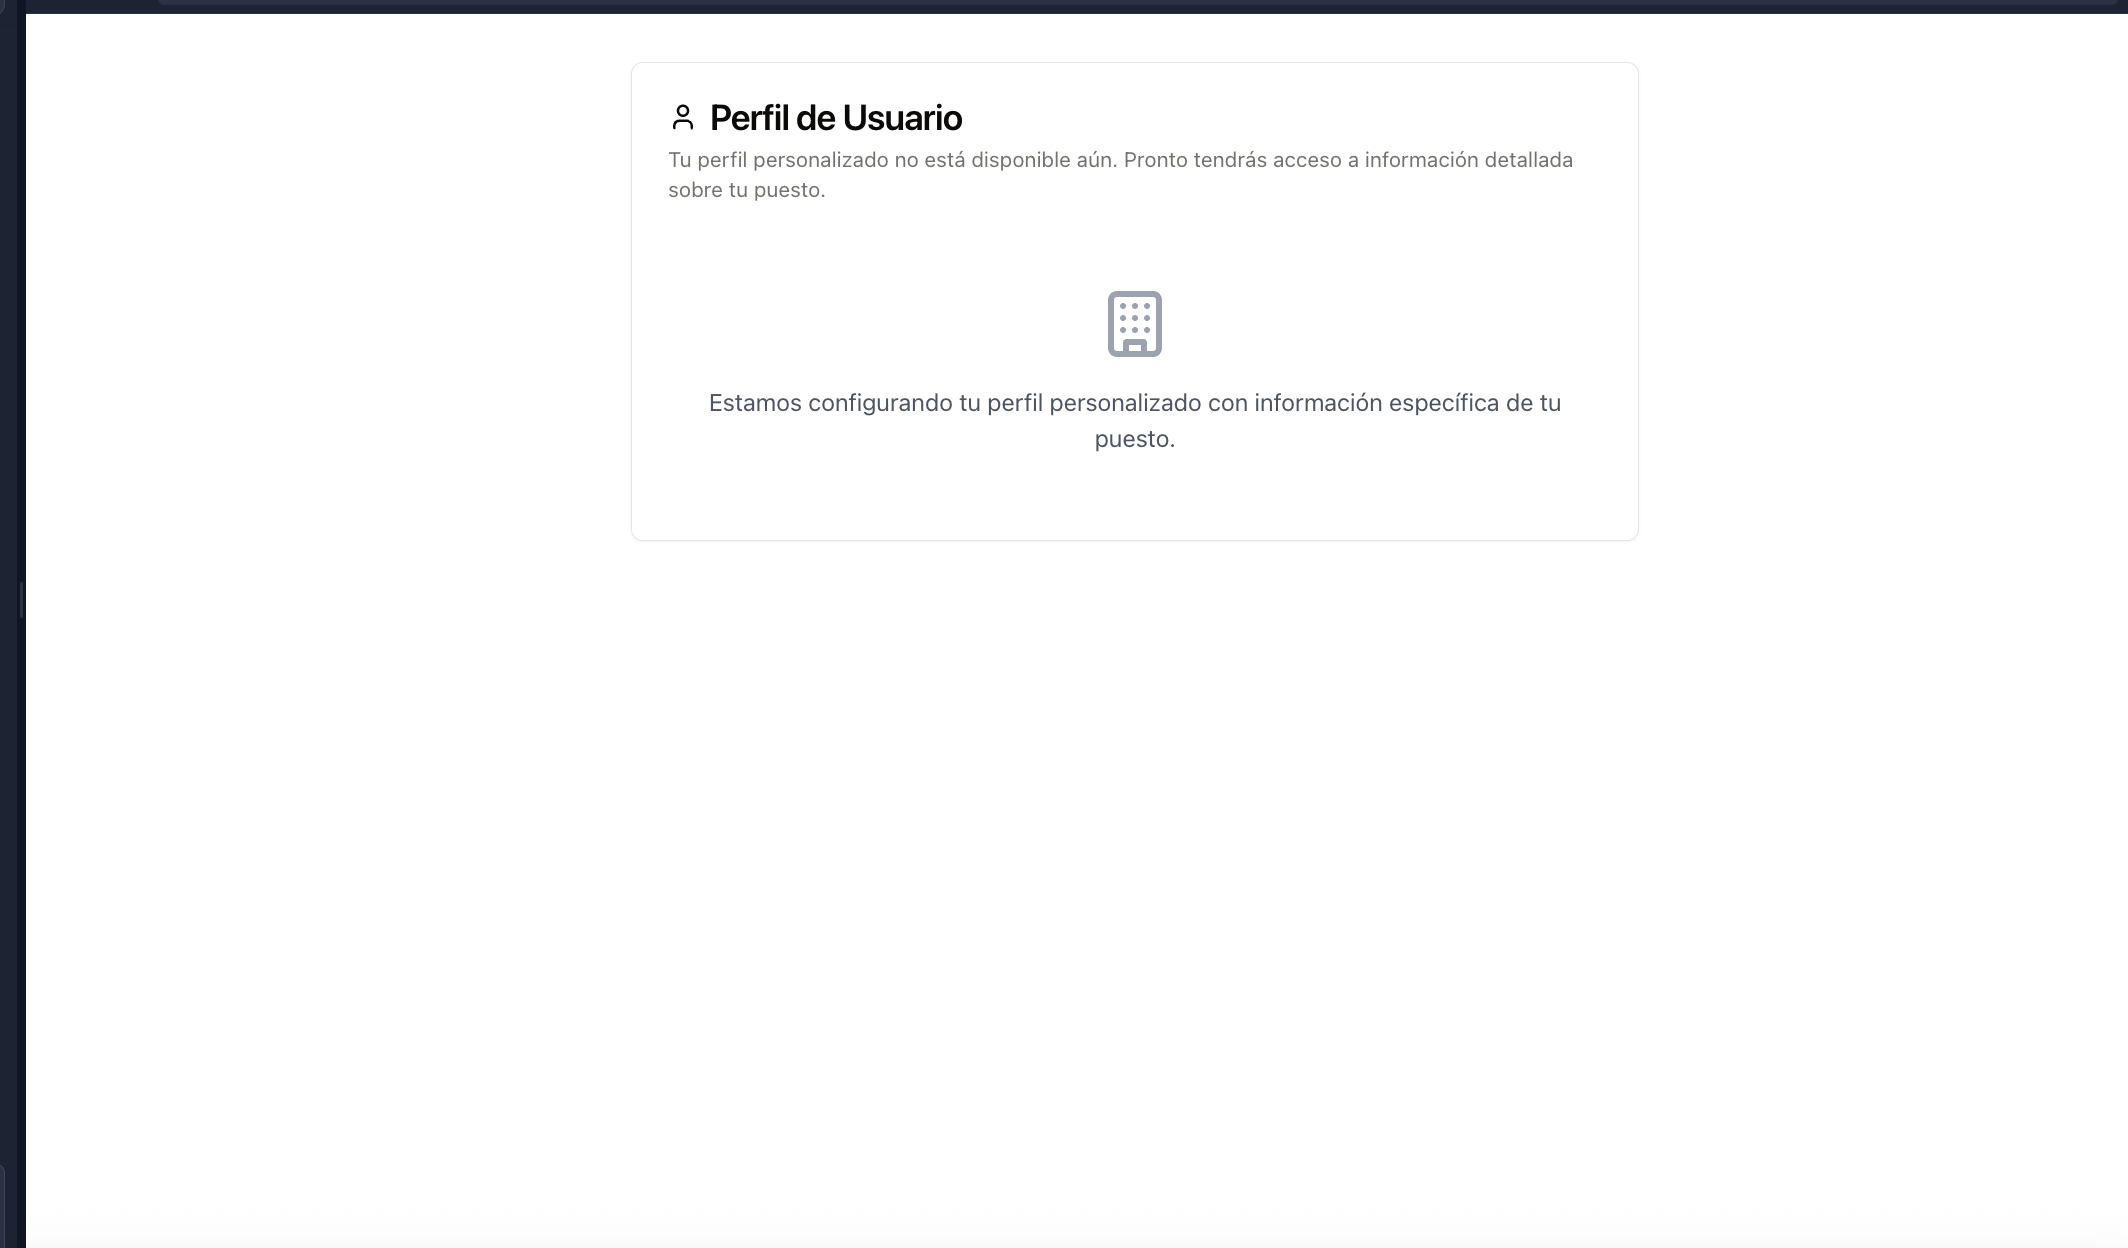 Perfil de Usuario
Tu perfil personalizado no está disponible aún. Pronto tendrás acceso a información detallada
sobre tu puesto.
Estamos configurando tu perfil personalizado con información específica de tu
puesto.